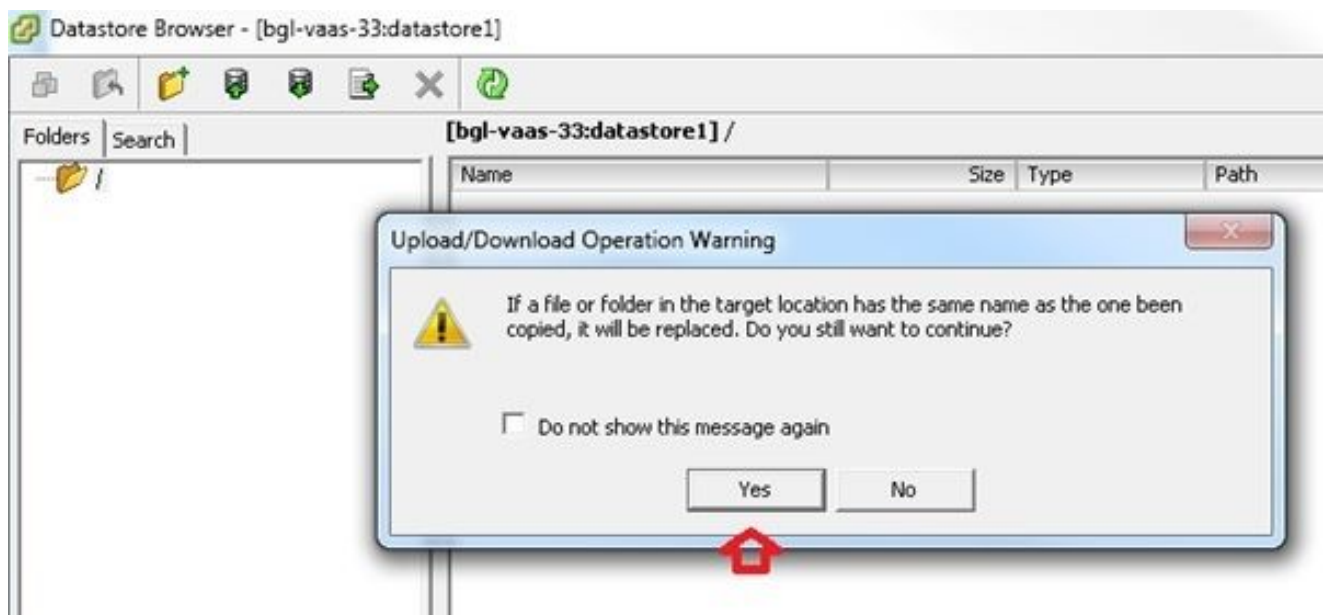 Datastore Browser - [bgl-vaas-33:datastore1]
Folders Search
[bgl-vaas-33:datastore1] /
/
Name Size Type Path
Upload/Download Operation Warning
If a file or folder in the target location has the same name as the one been
copied, it will be replaced. Do you still want to continue?
Do not show this message again
Yes No